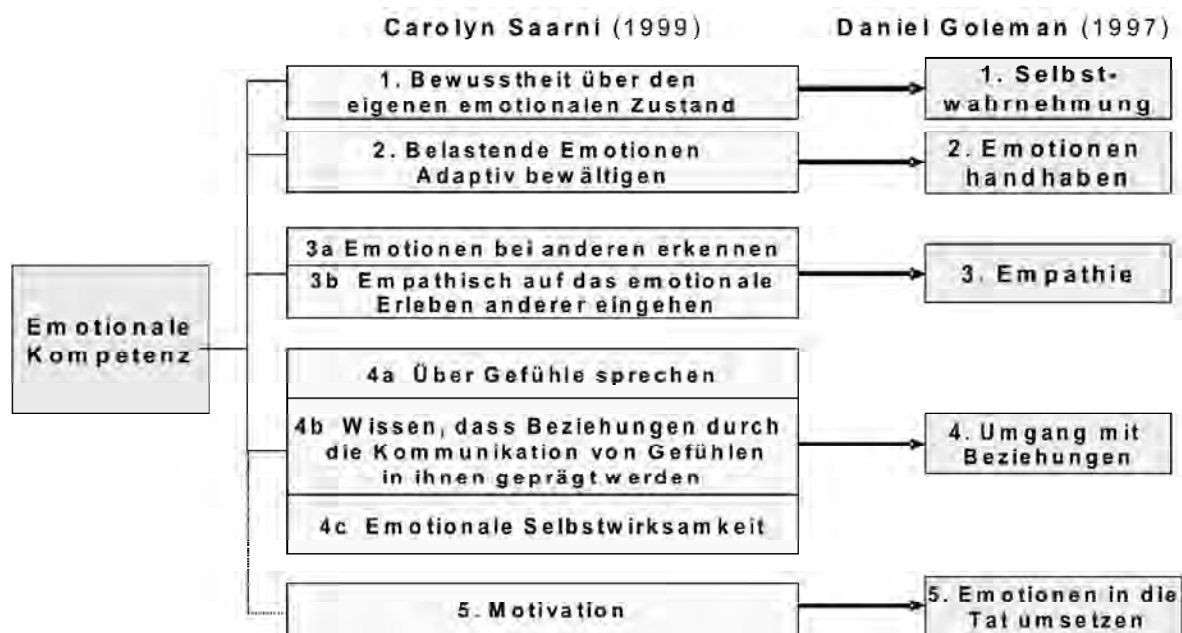 Carolyn Saarni (1999)
Daniel Goleman (1997)
Emotionale
Kompetenz
1. Bewusstheit über den
eigenen emotionalen Zustand
1. Selbst-
wahrnehmung
2. Belastende Emotionen
Adaptiv bewältigen
2. Emotionen
handhaben
3a Emotionen bei anderen erkennen
3b Empathisch auf das emotionale
Erleben anderer eingehen
3. Empathie
4a Über Gefühle sprechen
4b Wissen, dass Beziehungen durch
die Kommunikation von Gefühlen
in ihnen geprägt werden
4c Emotionale Selbstwirksamkeit
4. Umgang mit
Beziehungen
5. Motivation
5. Emotionen in die
Tat umsetzen